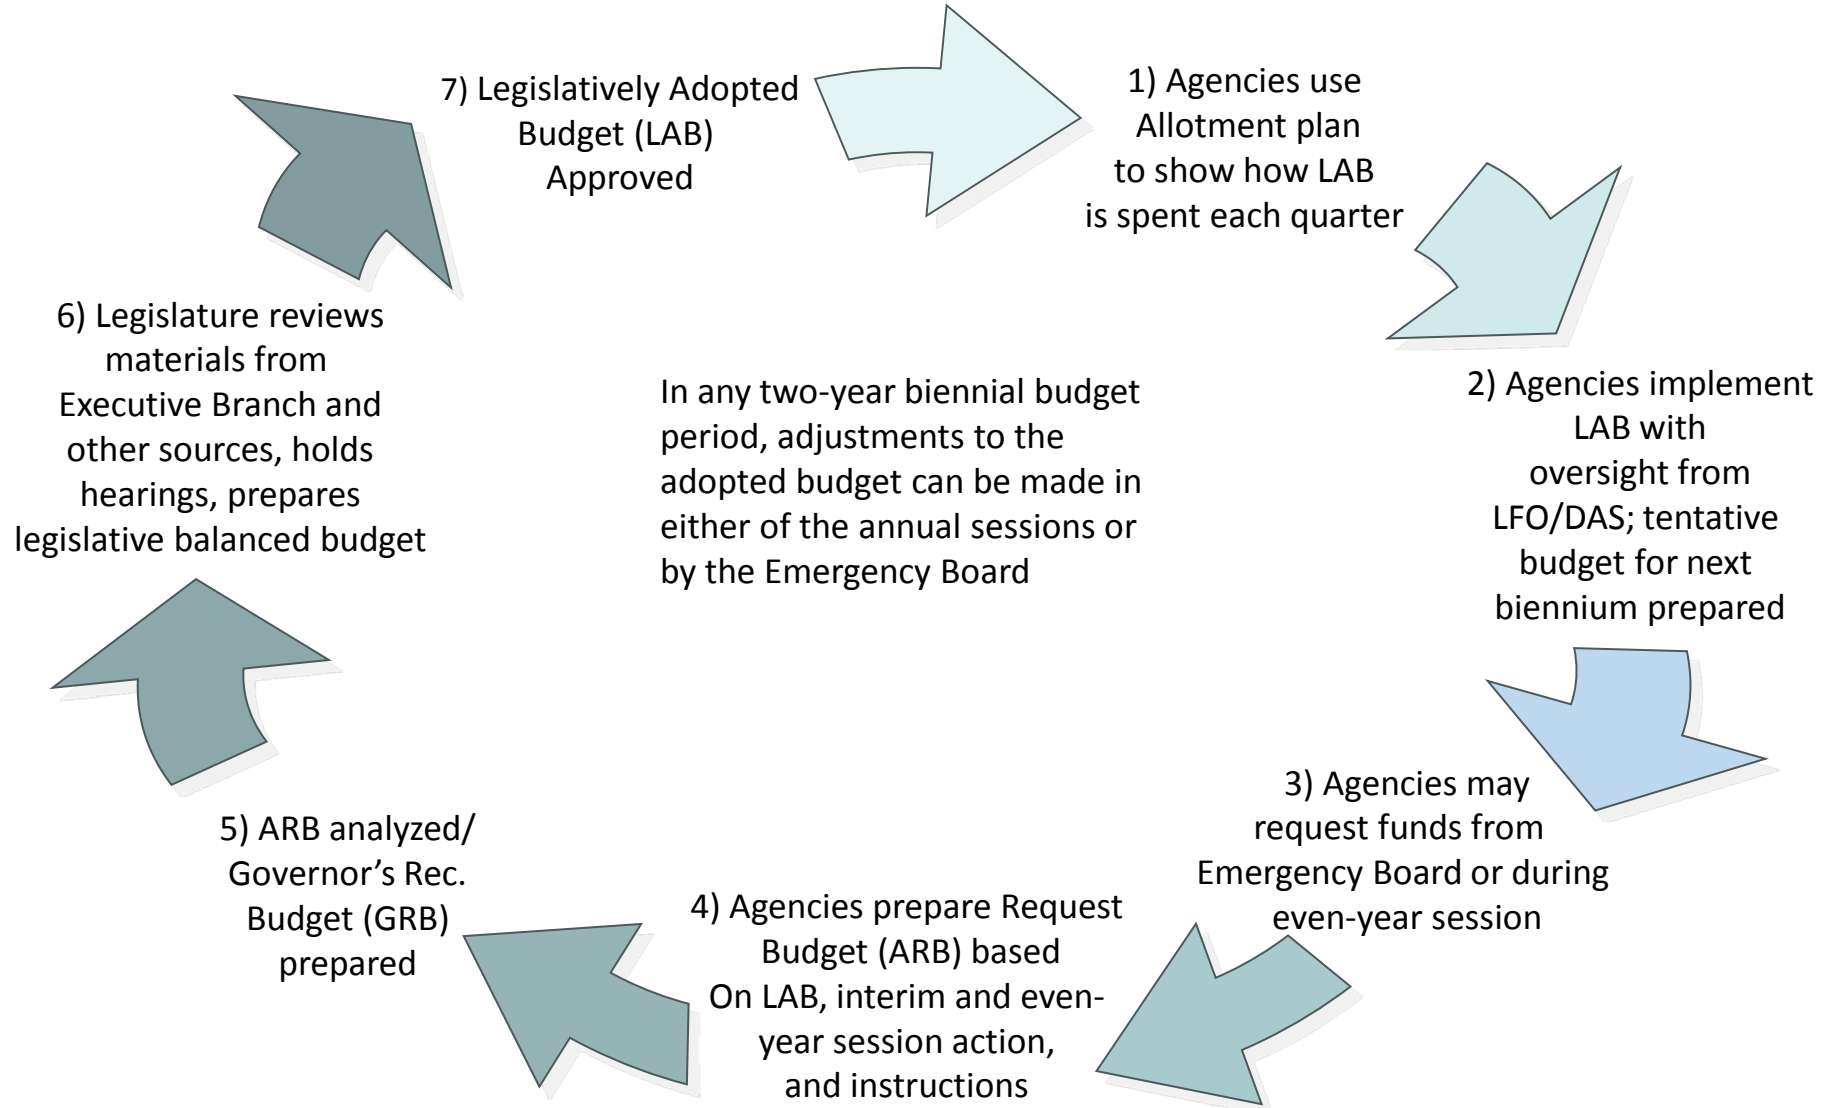 7) Legislatively Adopted
Budget (LAB)
Approved
1) Agencies use
Allotment plan
to show how LAB
is spent each quarter
2) Agencies implement
LAB with
oversight from
LFO/DAS; tentative
budget for next
biennium prepared
3) Agencies may
request funds from
Emergency Board or during
even-year session
4) Agencies prepare Request
Budget (ARB) based
On LAB, interim and even-
year session action,
and instructions
5) ARB analyzed/
Governor’s Rec.
Budget (GRB)
prepared
6) Legislature reviews
materials from
Executive Branch and
other sources, holds
hearings, prepares
legislative balanced budget
In any two-year biennial budget
period, adjustments to the
adopted budget can be made in
either of the annual sessions or
by the Emergency Board